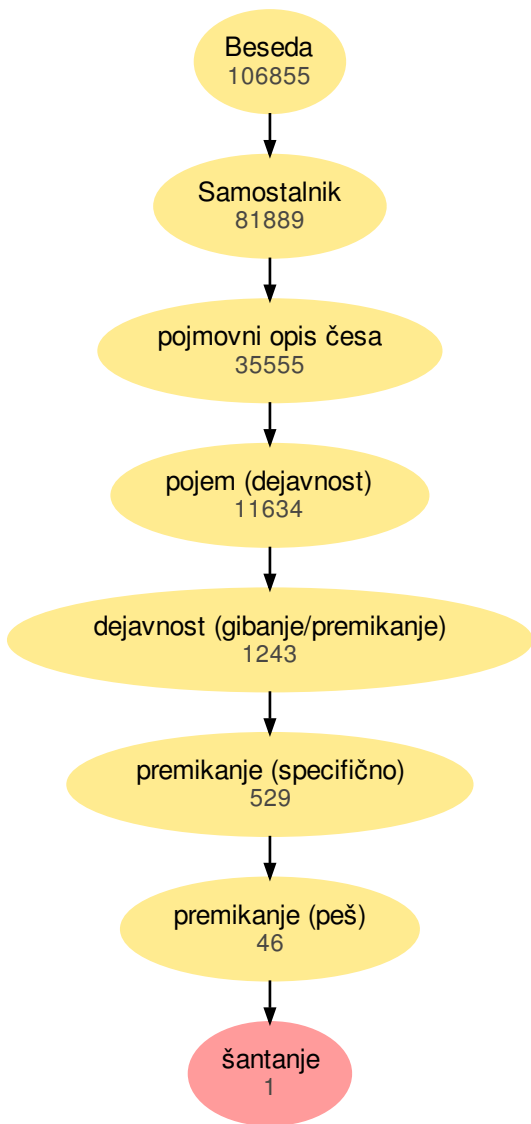 Beseda
106855
Samostalnik
81889
pojmovni opis česa
35555
pojem (dejavnost)
11634
dejavnost (gibanje/premikanje)
1243
premikanje (specifično)
529
premikanje (peš)
46
šantanje
1